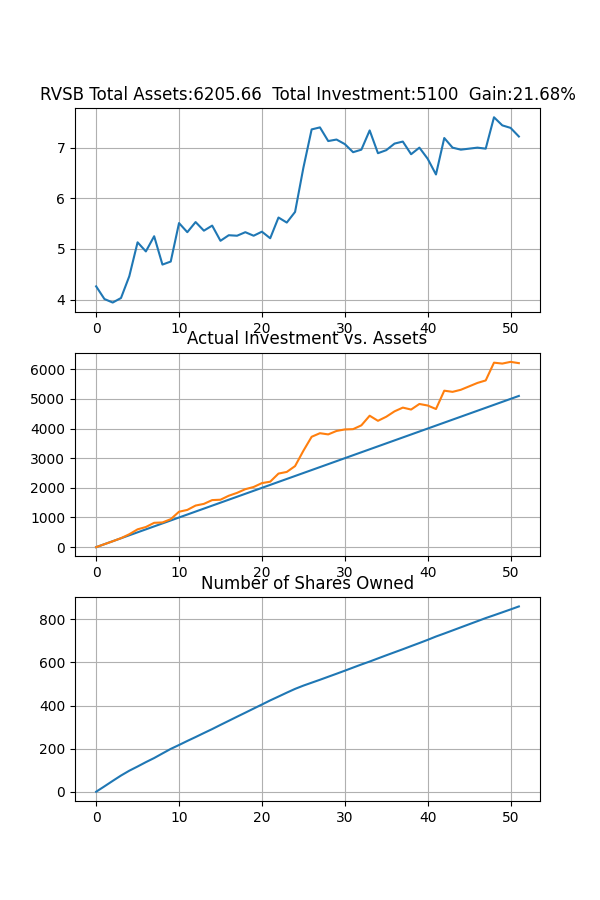 RVSB Total Assets:6205.66  Total Investment:5100  Gain:21.68%
7
6
5
4
0 10 20 30 40 50
Actual Investment vs. Assets
6000
5000
4000
3000
2000
1000
0
0 10 20 30 40 50
Number of Shares Owned
800
600
400
200
0
0 10 20 30 40 50